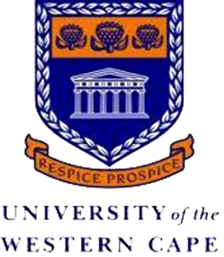 RESPICE PROSPICE
UNIVERSITY of the
WESTERN CAPE